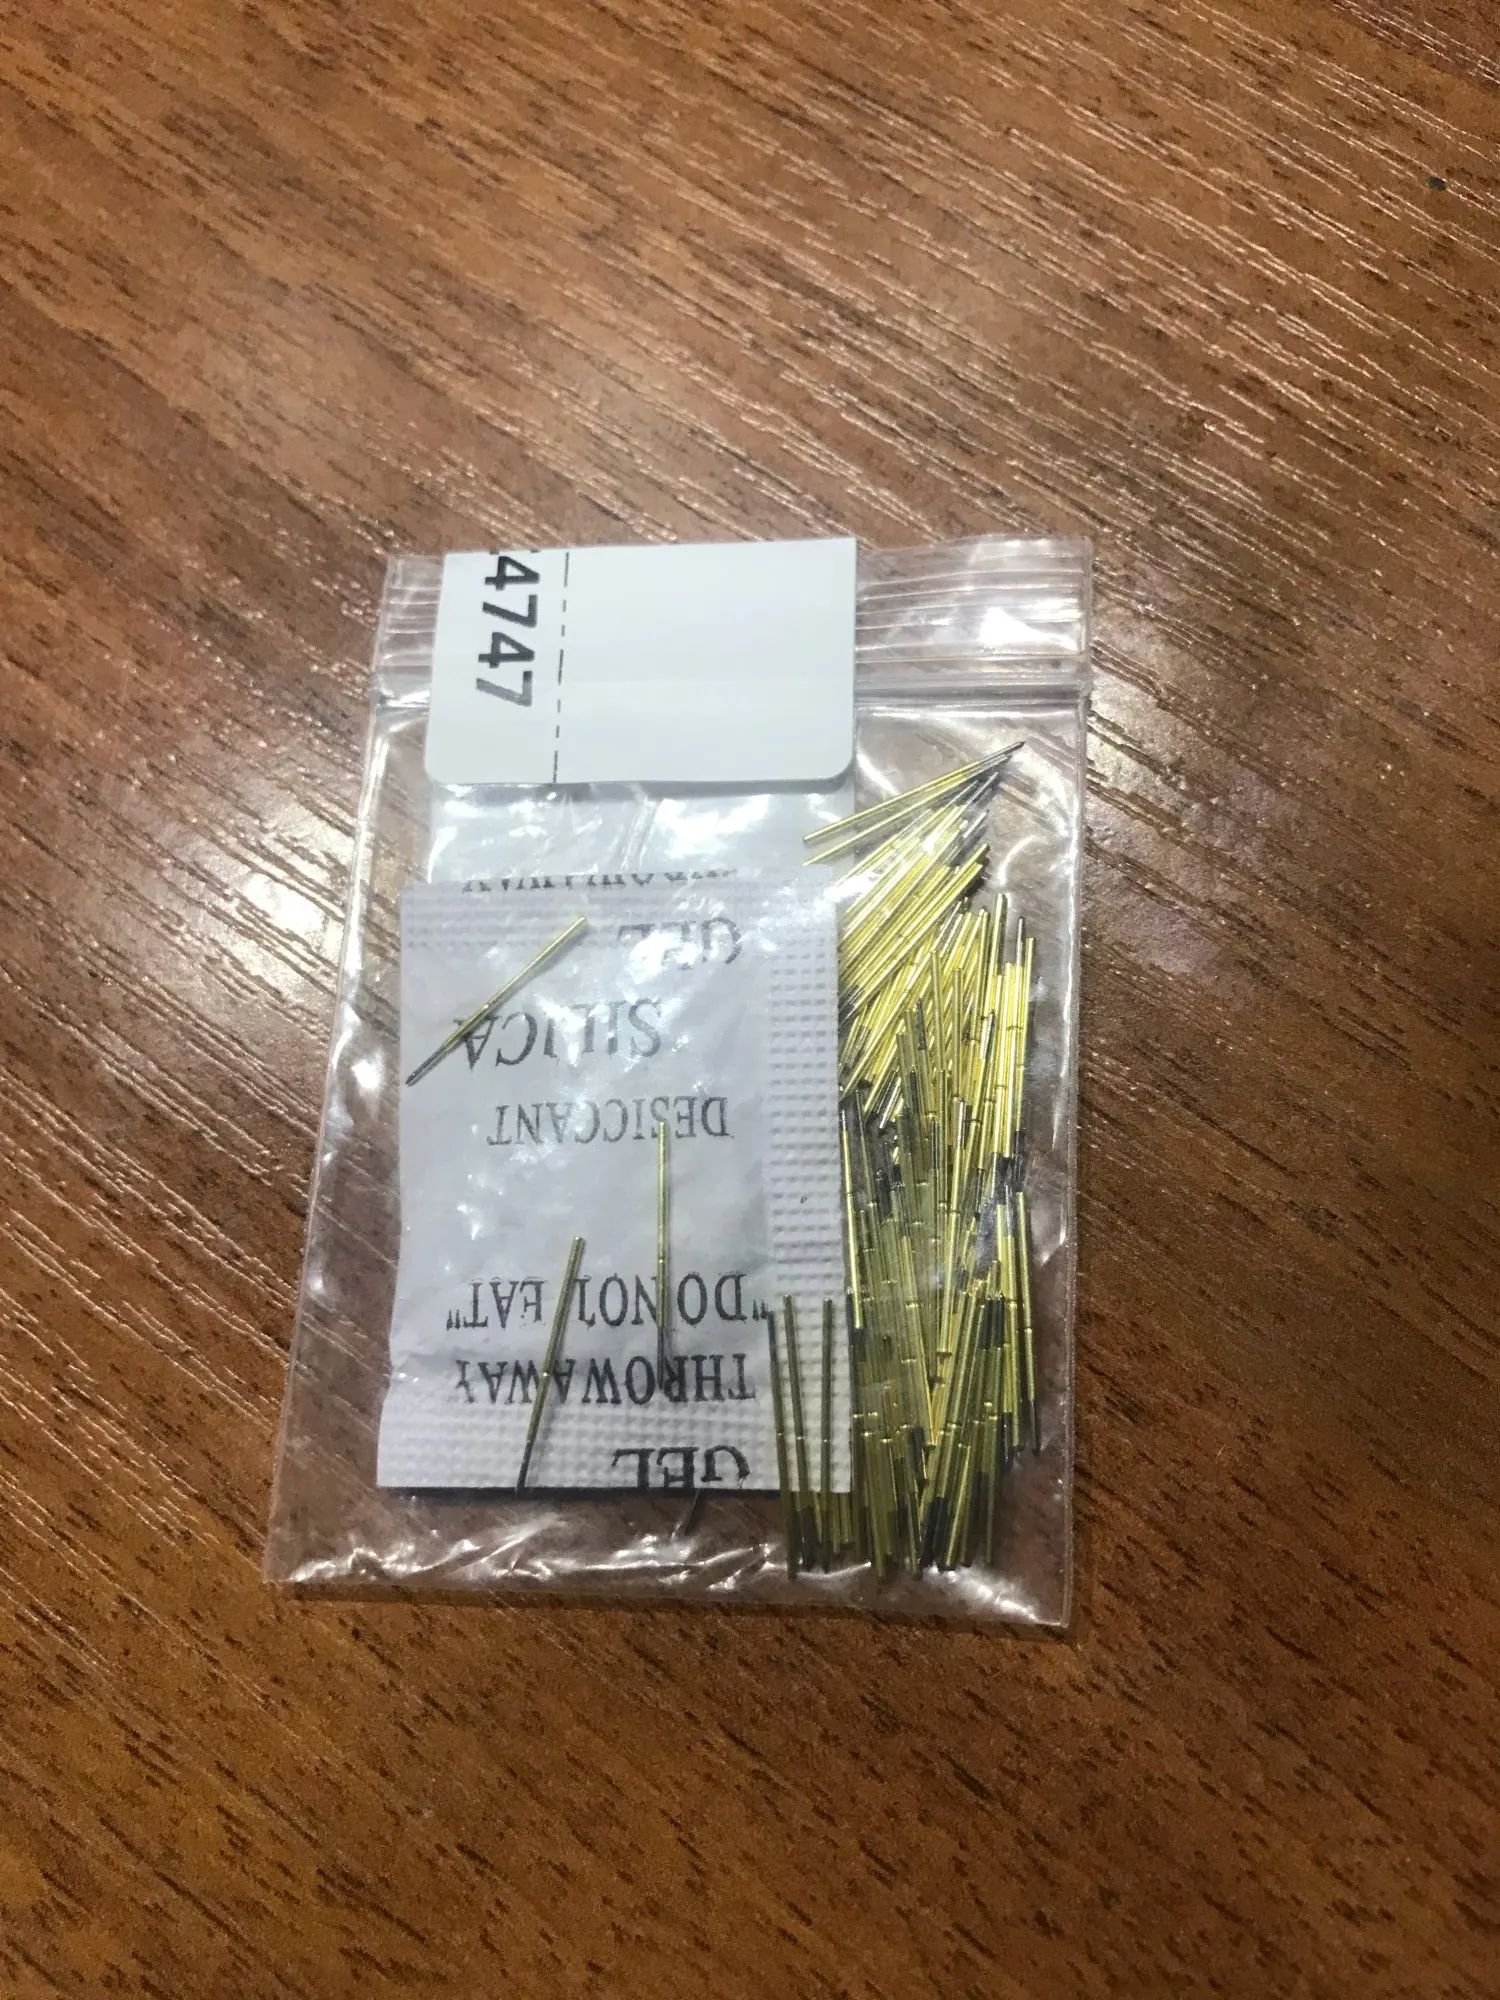 4747
GEL
SILICA
DESICCANT
"DO NOT EAT"
THROWAWAY
GEL